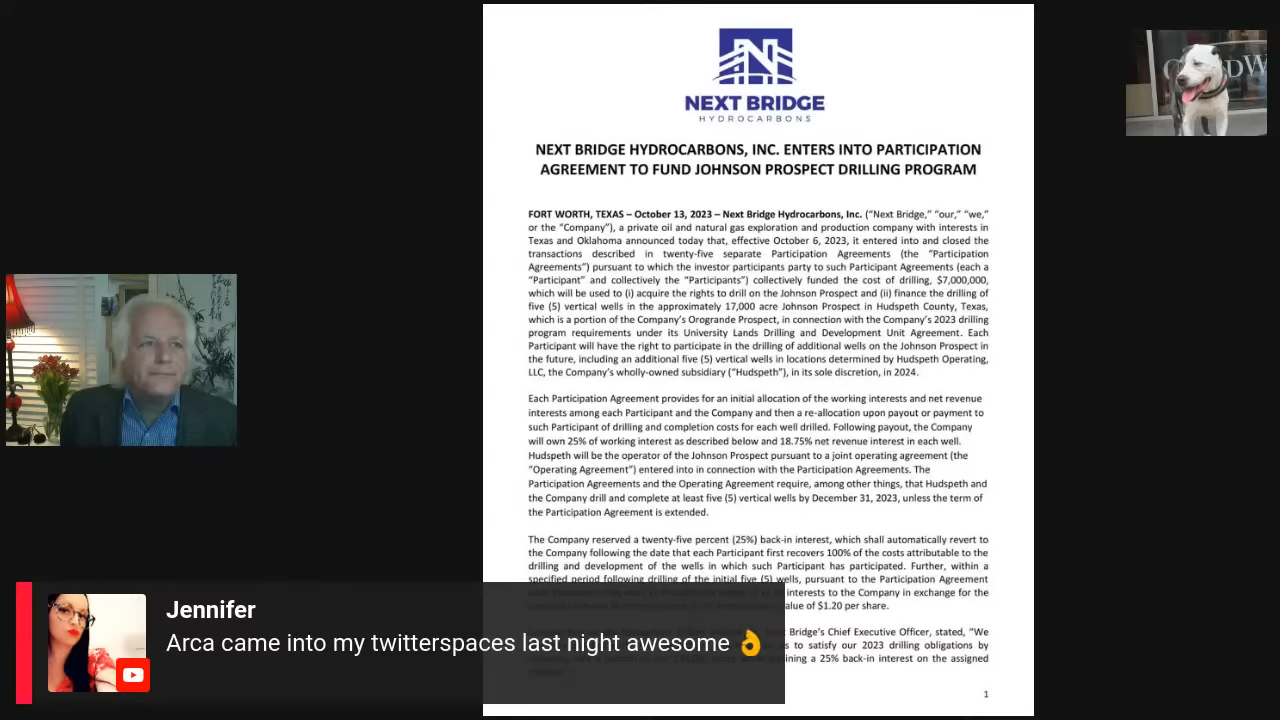 NEXT BRIDGE
HYDROCARBONS
NEXT BRIDGE HYDROCARBONS, INC. ENTERS INTO PARTICIPATION
AGREEMENT TO FUND JOHNSON PROSPECT DRILLING PROGRAM
FORT WORTH, TEXAS – October 13, 2023 – Next Bridge Hydrocarbons, Inc. (“Next Bridge,” “our,” “we,”
or the “Company”), a private oil and natural gas exploration and production company with interests in
Texas and Oklahoma announced today that, effective October 6, 2023, it entered into and closed the
transactions described in twenty-five separate Participation Agreements (the “Participation
Agreements”) pursuant to which the investor participants party to such Participant Agreements (each a
“Participant” and collectively the “Participants”) collectively funded the cost of drilling, $7,000,000,
which will be used to (i) acquire the rights to drill on the Johnson Prospect and (ii) finance the drilling of
five (5) vertical wells in the approximately 17,000 acre Johnson Prospect in Hudspeth County, Texas,
which is a portion of the Company’s Orogrande Prospect, in connection with the Company’s 2023 drilling
program requirements under its University Lands Drilling and Development Unit Agreement. Each
Participant will have the right to participate in the drilling of additional wells on the Johnson Prospect in
the future, including an additional five (5) vertical wells in locations determined by Hudspeth Operating,
LLC, the Company’s wholly-owned subsidiary (“Hudspeth”), in its sole discretion, in 2024.
Each Participation Agreement provides for an initial allocation of the working interests and net revenue
interests among each Participant and the Company and then a re-allocation upon payout or payment to
such Participant of drilling and completion costs for each well drilled. Following payout, the Company
will own 25% of working interest as described below and 18.75% net revenue interest in each well.
Hudspeth will be the operator of the Johnson Prospect pursuant to a joint operating agreement (the
“Operating Agreement”) entered into in connection with the Participation Agreements. The
Participation Agreements and the Operating Agreement require, among other things, that Hudspeth and
the Company drill and complete at least five (5) vertical wells by December 31, 2023, unless the term of
the Participation Agreement is extended.
The Company reserved a twenty-five percent (25%) back-in interest, which shall automatically revert to
the Company following the date that each Participant first recovers 100% of the costs attributable to the
drilling and development of the wells in which such Participant has participated. Further, within a
specified period following drilling of the initial five (5) wells, pursuant to the Participation Agreement
interests to the Company in exchange for the
value of $1.20 per share.
Bridge’s Chief Executive Officer, stated, “We
to satisfy our 2023 drilling obligations by
a 25% back-in interest on the assigned
1
Jennifer
Arca came into my twitterspaces last night awesome 👌